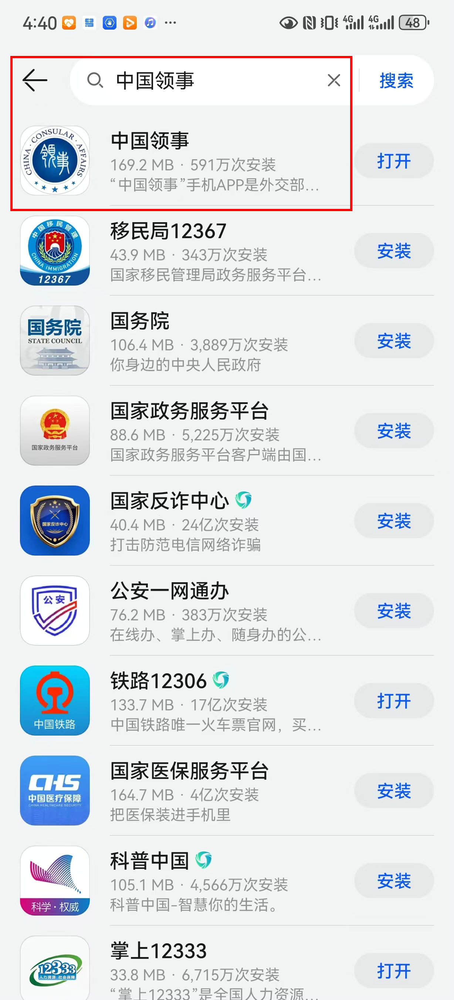 4:40
4G 4G 48
中国领事 搜索
CHINA · CONSULAR · AFFAIRS
領事
中国领事
169.2 MB · 591万次安装
“中国领事”手机APP是外交部...
打开
中国移民管理
CHINA IMMIGRATION
12367
移民局12367
43.9 MB · 343万次安装
国家移民管理局政务服务平台...
安装
国务院
STATE COUNCIL
国务院
106.4 MB · 3,889万次安装
你身边的中央人民政府
安装
国家政务服务平台
国家政务服务平台
88.6 MB · 5,225万次安装
国家政务服务平台客户端由国...
安装
国家反诈中心
国家反诈中心
40.4 MB · 24亿次安装
打击防范电信网络诈骗
安装
公安
公安一网通办
76.2 MB · 383万次安装
在线办、掌上办、随身办的公...
安装
中国铁路
铁路12306
133.7 MB · 17亿次安装
中国铁路唯一火车票官网，买...
打开
CHS
中国医疗保障
CHINA HEALTHCARE SECURITY
国家医保服务平台
164.7 MB · 4亿次安装
把医保装进手机里
安装
科学·权威
科普中国
105.1 MB · 4,566万次安装
科普中国-智慧你的生活。
安装
12333
人力资源 社会保障
掌上12333
33.8 MB · 6,715万次安装
“掌上12333”是全国人力资源...
打开